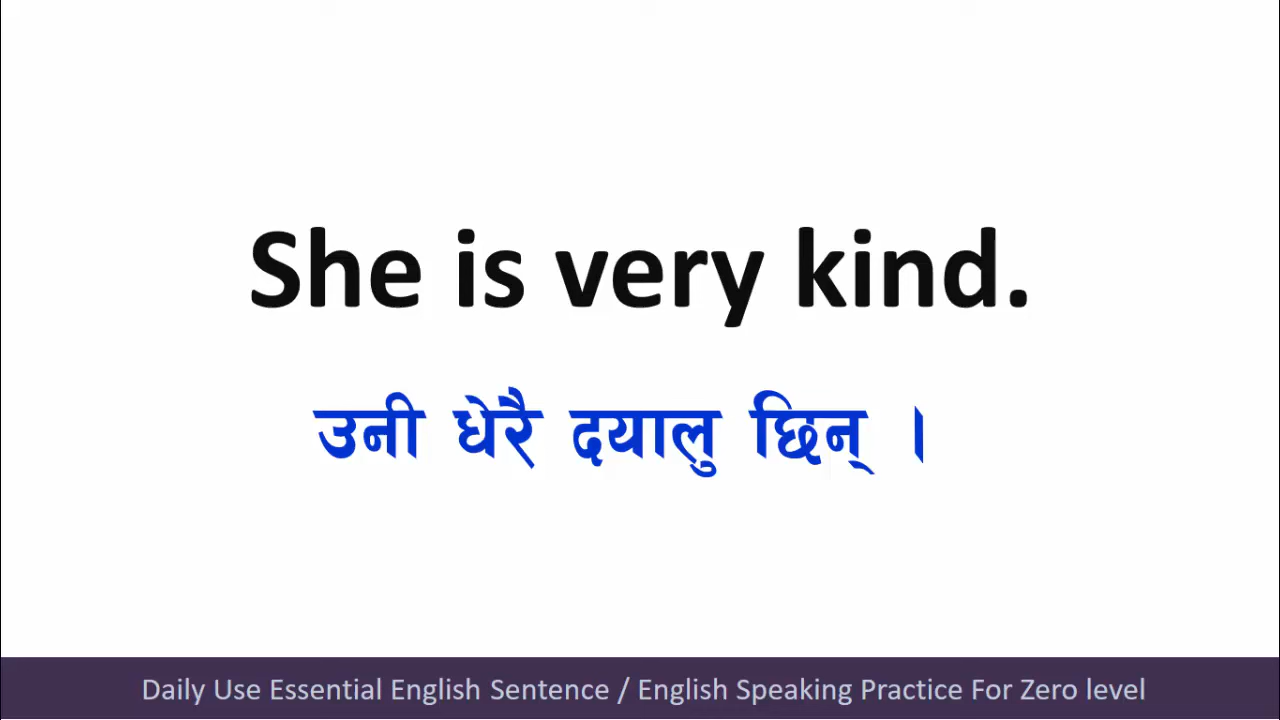 She is very kind.
उनी धेरै दयालु छिन् ।
Daily Use Essential English Sentence / English Speaking Practice For Zero level